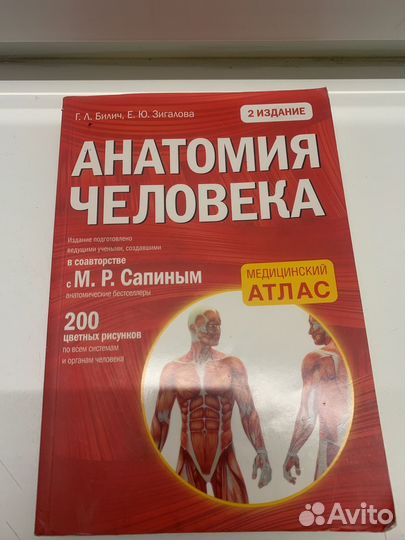 Г. Л. Билич, Е. Ю. Зигалова
2 ИЗДАНИЕ
АНАТОМИЯ
ЧЕЛОВЕКА
Издание подготовлено
ведущими учеными, создавшими
в соавторстве
с М. Р. Сапиным
анатомические бестселлеры
МЕДИЦИНСКИЙ
АТЛАС
200
цветных рисунков
по всем системам
и органам человека
Avito